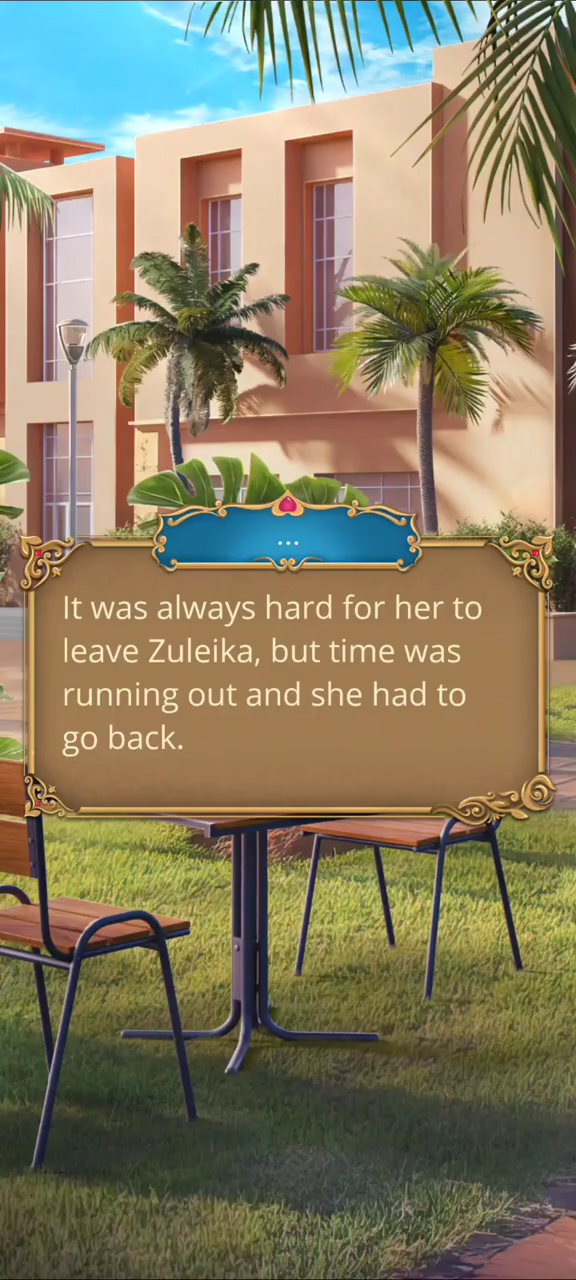 ...
It was always hard for her to
leave Zuleika, but time was
running out and she had to
go back.